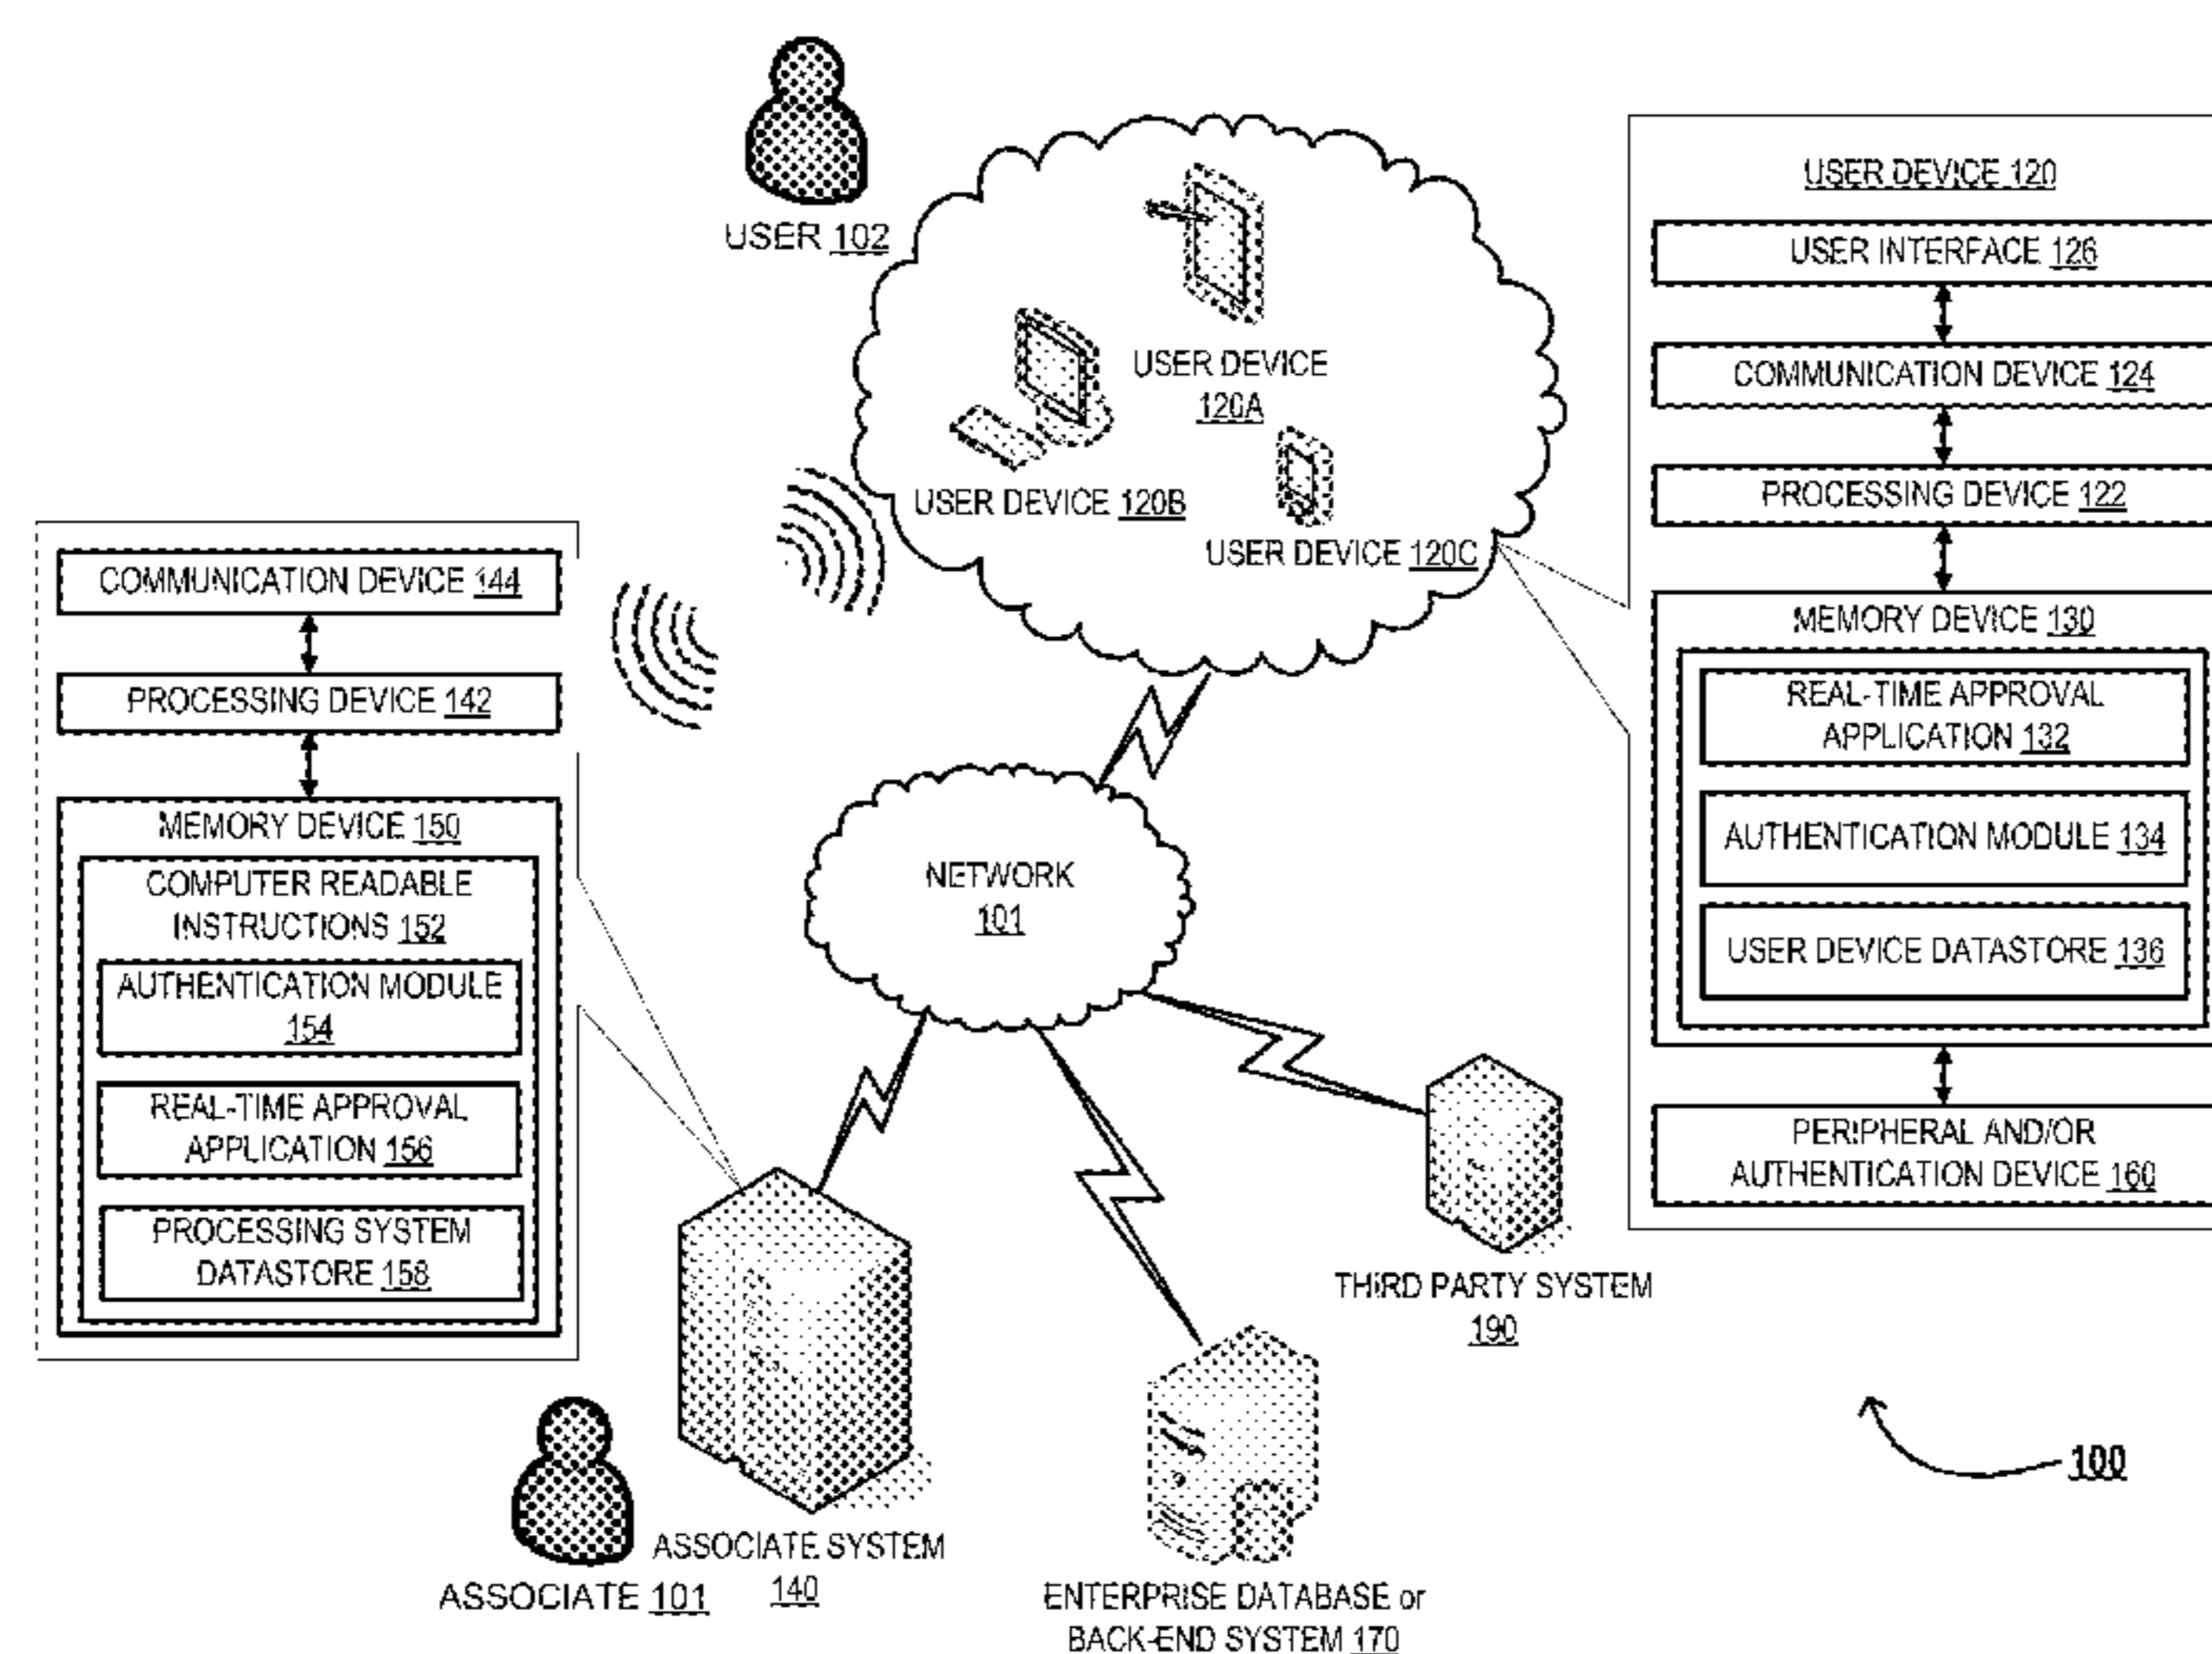 USER 102
USER DEVICE
120A
USER DEVICE 120B
USER DEVICE 120C
USER DEVICE 120
USER INTERFACE 126
COMMUNICATION DEVICE 124
PROCESSING DEVICE 122
MEMORY DEVICE 130
REAL-TIME APPROVAL
APPLICATION 132
AUTHENTICATION MODULE 134
USER DEVICE DATASTORE 136
PERIPHERAL AND/OR
AUTHENTICATION DEVICE 160
COMMUNICATION DEVICE 144
PROCESSING DEVICE 142
MEMORY DEVICE 150
COMPUTER READABLE
INSTRUCTIONS 152
AUTHENTICATION MODULE
154
REAL-TIME APPROVAL
APPLICATION 156
PROCESSING SYSTEM
DATASTORE 158
NETWORK
101
THIRD PARTY SYSTEM
190
ASSOCIATE SYSTEM
140
ASSOCIATE 101
ENTERPRISE DATABASE or
BACK-END SYSTEM 170
100